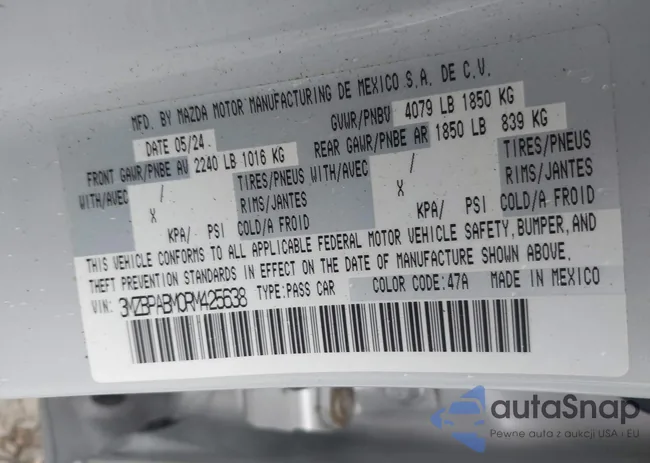 MFD. BY MAZDA MOTOR MANUFACTURING DE MEXICO S.A. DE C.V.
DATE 05/24 GVWR/PNBV 4079 LB 1850 KG
FRONT GAWR/PNBE AV 2240 LB 1016 KG REAR GAWR/PNBE AR 1850 LB 839 KG
WITH/AVEC / TIRES/PNEUS WITH/AVEC / TIRES/PNEUS
X RIMS/JANTES X RIMS/JANTES
KPA/ PSI COLD/A FROID KPA/ PSI COLD/A FROID
THIS VEHICLE CONFORMS TO ALL APPLICABLE FEDERAL MOTOR VEHICLE SAFETY, BUMPER, AND
THEFT PREVENTION STANDARDS IN EFFECT ON THE DATE OF MANUFACTURE SHOWN ABOVE.
VIN: 3MZBPABM0RM425638 TYPE:PASS CAR COLOR CODE:47A MADE IN MEXICO
autaSnap
Pewne auta z aukcji USA i EU